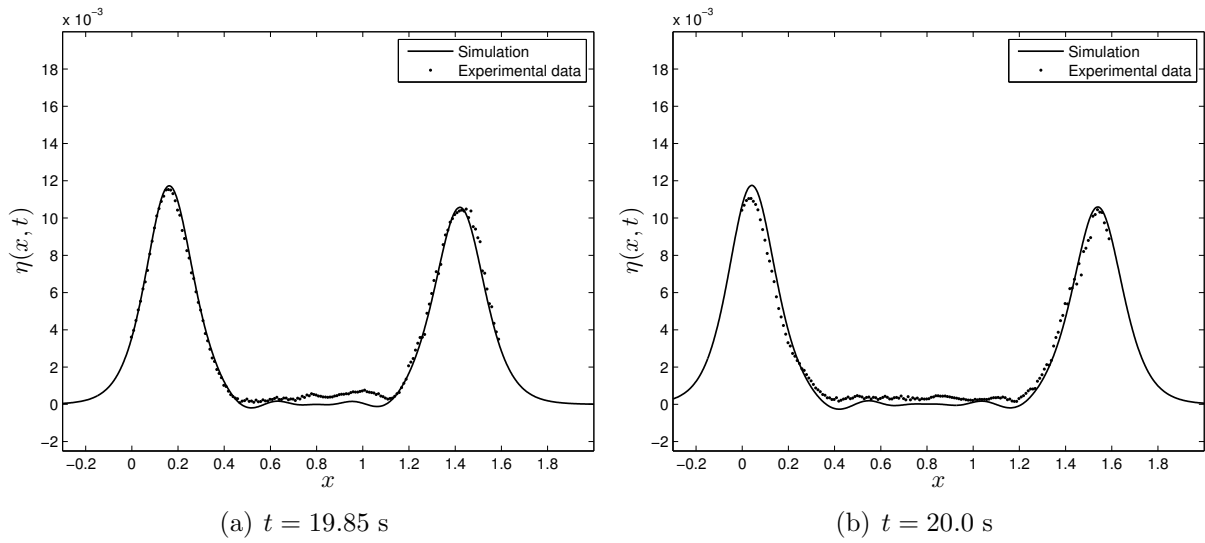 x 10⁻³
18
16
14
12
10
8
6
4
2
0
−2
η(x, t)
−0.2 0 0.2 0.4 0.6 0.8 1 1.2 1.4 1.6 1.8
x
Simulation
Experimental data
(a) t = 19.85 s
x 10⁻³
18
16
14
12
10
8
6
4
2
0
−2
η(x, t)
−0.2 0 0.2 0.4 0.6 0.8 1 1.2 1.4 1.6 1.8
x
Simulation
Experimental data
(b) t = 20.0 s